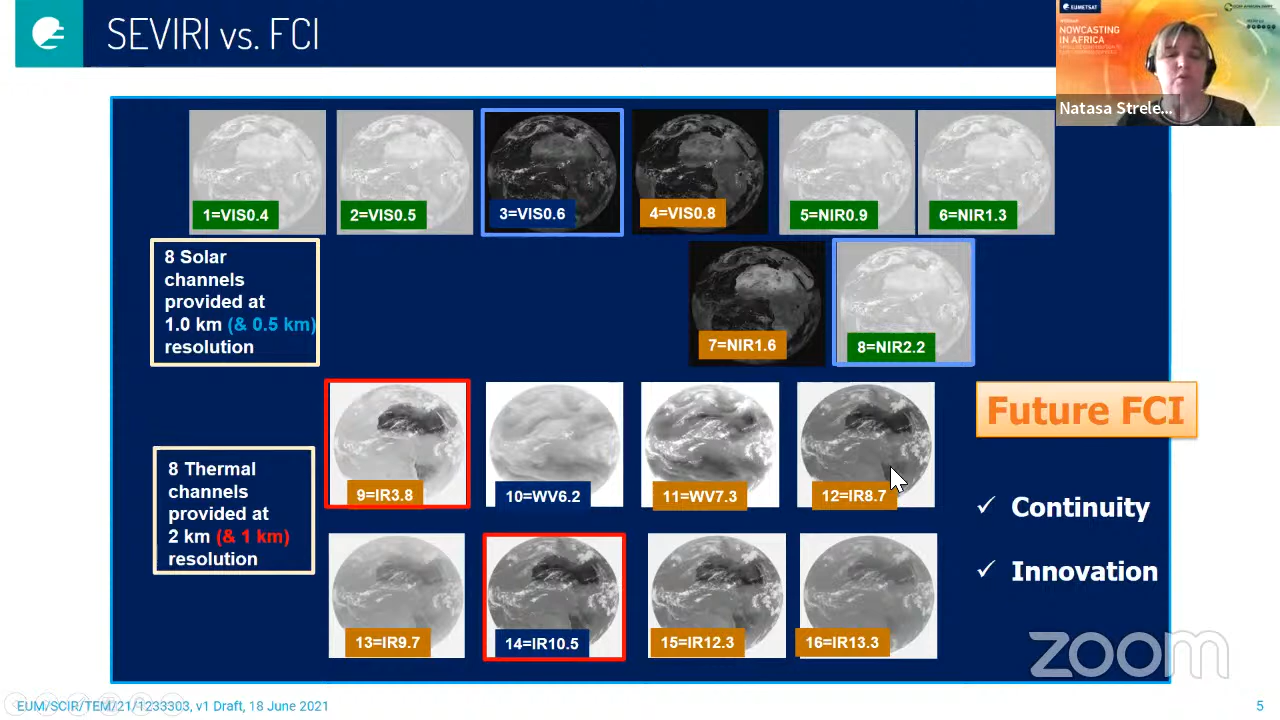 SEVIRI vs. FCI
EUMETSAT
NOWCASTING
IN AFRICA
Natasa Strele...
1=VIS0.4
2=VIS0.5
3=VIS0.6
4=VIS0.8
5=NIR0.9
6=NIR1.3
8 Solar
channels
provided at
1.0 km (& 0.5 km)
resolution
7=NIR1.6
8=NIR2.2
Future FCI
9=IR3.8
10=WV6.2
11=WV7.3
12=IR8.7
8 Thermal
channels
provided at
2 km (& 1 km)
resolution
✓ Continuity
✓ Innovation
13=IR9.7
14=IR10.5
15=IR12.3
16=IR13.3
zoom
EUM/SCIR/TEM/21/1233303, v1 Draft, 18 June 2021
5